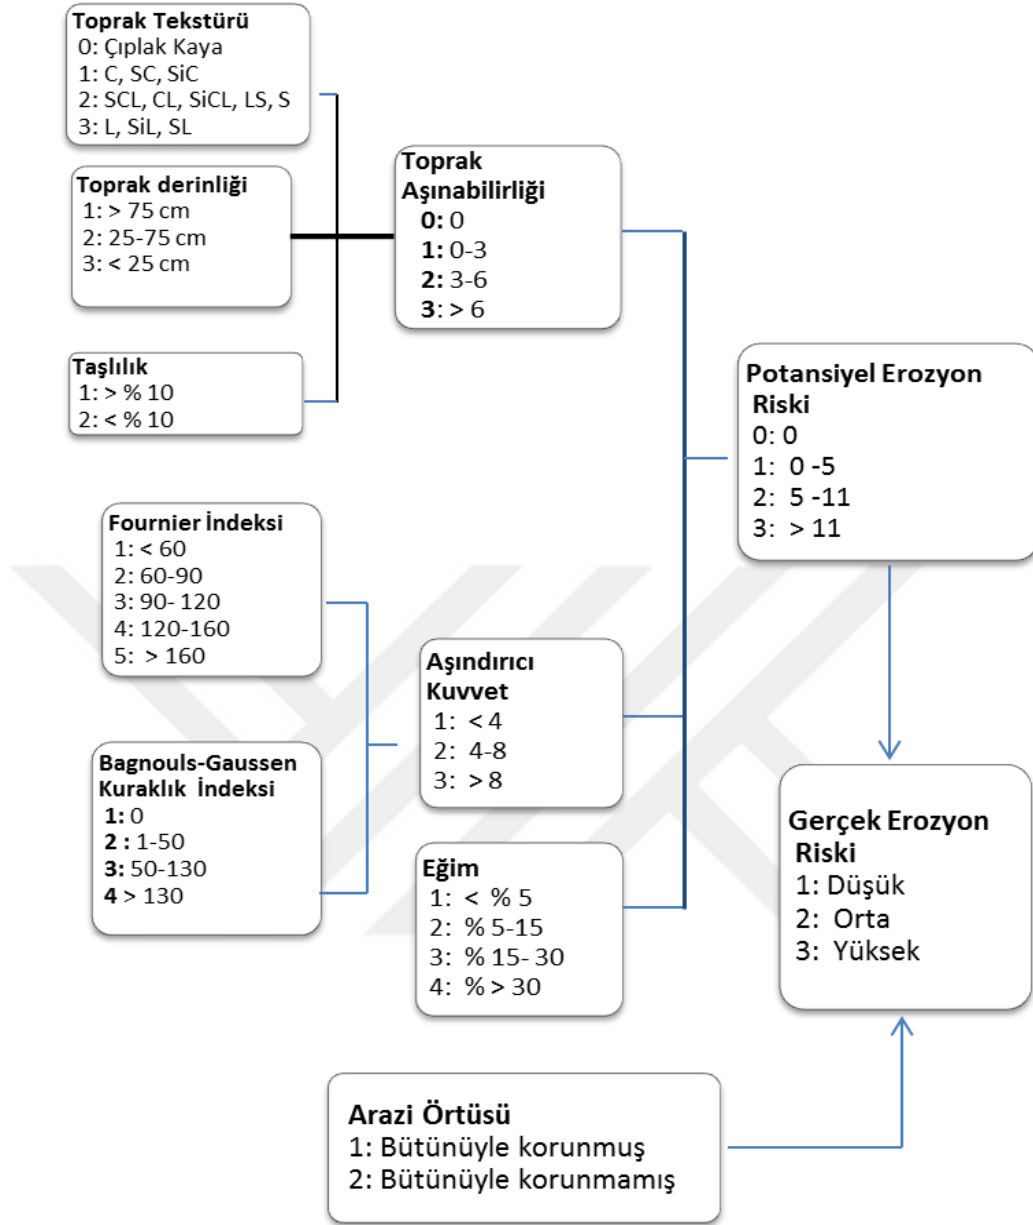 Toprak Tekstürü
0: Çıplak Kaya
1: C, SC, SiC
2: SCL, CL, SiCL, LS, S
3: L, SiL, SL
Toprak derinliği
1: > 75 cm
2: 25-75 cm
3: < 25 cm
Taşlılık
1: > % 10
2: < % 10
Toprak
Aşınabilirliği
0: 0
1: 0-3
2: 3-6
3: > 6
Fournier İndeksi
1: < 60
2: 60-90
3: 90- 120
4: 120-160
5: > 160
Bagnouls-Gaussen
Kuraklık İndeksi
1: 0
2 : 1-50
3: 50-130
4 > 130
Aşındırıcı
Kuvvet
1: < 4
2: 4-8
3: > 8
Eğim
1: < % 5
2: % 5-15
3: % 15- 30
4: % > 30
Potansiyel Erozyon
Riski
0: 0
1: 0 -5
2: 5 -11
3: > 11
Gerçek Erozyon
Riski
1: Düşük
2: Orta
3: Yüksek
Arazi Örtüsü
1: Bütünüyle korunmuş
2: Bütünüyle korunmamış